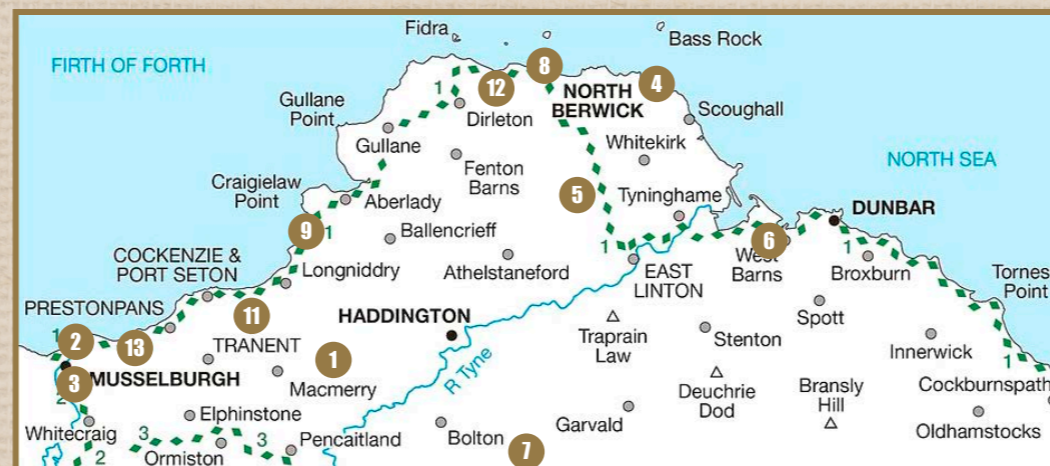 Fidra
Bass Rock
FIRTH OF FORTH
8
4
1
12
NORTH
BERWICK
Gullane
Point
Scoughall
Dirleton
Gullane
Whitekirk
NORTH SEA
Fenton
Barns
Craigielaw
Point
5
Tyninghame
Aberlady
DUNBAR
9
1
Ballencrieff
1
6
West
Barns
1
COCKENZIE &
PORT SETON
Longniddry
Athelstaneford
EAST
LINTON
Broxburn
Tornes
Point
PRESTONPANS
11
HADDINGTON
Spott
1
2
13
TRANENT
Traprain
Law
Stenton
Innerwick
1
1
3
MUSSELBURGH
Macmerry
R Tyne
Deuchrie
Dod
Bransly
Hill
Cockburnspath
2
Elphinstone
Garvald
Oldhamstocks
Whitecraig
3
3
Pencaitland
Bolton
7
2
Ormiston